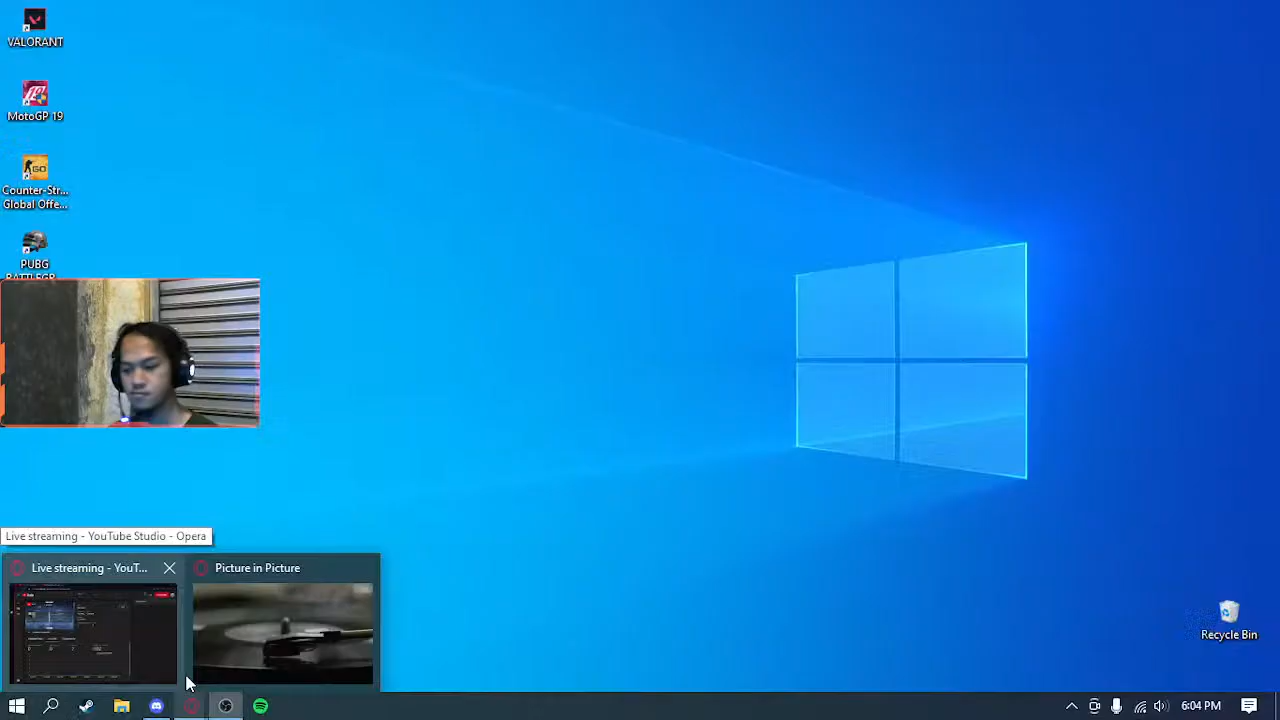 VALORANT
MotoGP 19
Counter-Str...
Global Offe...
PUBG
Live streaming - YouTube Studio - Opera
Live streaming - YouT...
Picture in Picture
Recycle Bin
6:04 PM